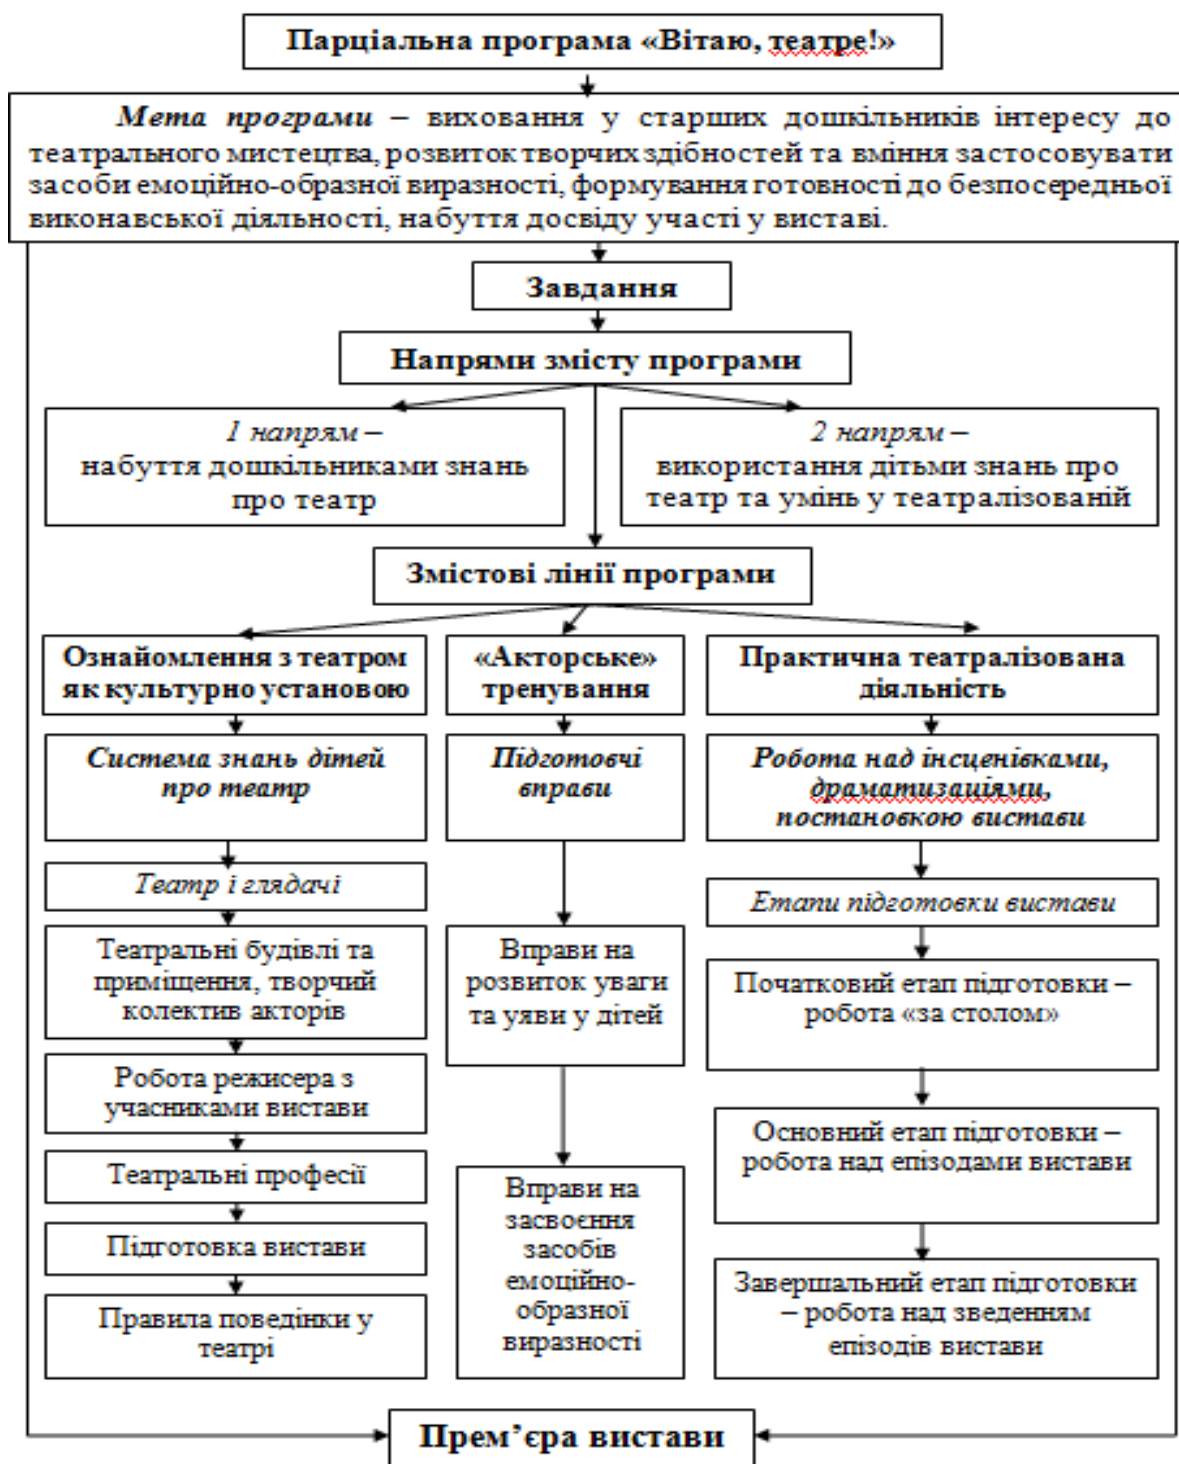 Парціальна програма «Вітаю, театре!»
Мета програми – виховання у старших дошкільників інтересу до
театрального мистецтва, розвиток творчих здібностей та вміння застосовувати
засоби емоційно-образної виразності, формування готовності до безпосередньої
виконавської діяльності, набуття досвіду участі у виставі.
Завдання
Напрями змісту програми
1 напрям –
набуття дошкільниками знань
про театр
2 напрям –
використання дітьми знань про
театр та умінь у театралізованій
Змістові лінії програми
Ознайомлення з театром
як культурно установою
Система знань дітей
про театр
Театр і глядачі
Театральні будівлі та
приміщення, творчий
колектив акторів
Робота режисера з
учасниками вистави
Театральні професії
Підготовка вистави
Правила поведінки у
театрі
«Акторське»
тренування
Підготовчі
вправи
Вправи на
розвиток уваги
та уяви у дітей
Вправи на
засвоєння
засобів
емоційно-
образної
виразності
Практична театралізована
діяльність
Робота над інсценівками,
драматизаціями,
постановкою вистави
Етапи підготовки вистави
Початковий етап підготовки –
робота «за столом»
Основний етап підготовки –
робота над епізодами вистави
Завершальний етап підготовки
– робота над зведенням
епізодів вистави
Прем’єра вистави